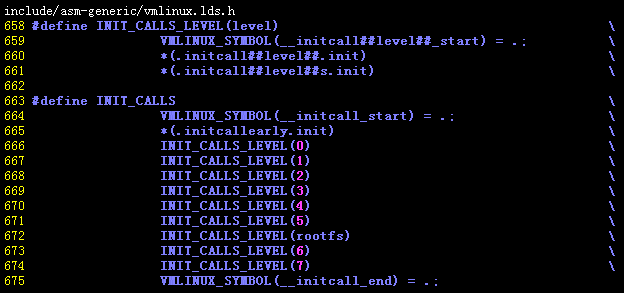 include/asm-generic/vmlinux.lds.h
658 #define INIT_CALLS_LEVEL(level) \
659 VMLINUX_SYMBOL(__initcall##level##_start) = .; \
660 *(.initcall##level##.init) \
661 *(.initcall##level##s.init) \
662
663 #define INIT_CALLS \
664 VMLINUX_SYMBOL(__initcall_start) = .; \
665 *(.initcallearly.init) \
666 INIT_CALLS_LEVEL(0) \
667 INIT_CALLS_LEVEL(1) \
668 INIT_CALLS_LEVEL(2) \
669 INIT_CALLS_LEVEL(3) \
670 INIT_CALLS_LEVEL(4) \
671 INIT_CALLS_LEVEL(5) \
672 INIT_CALLS_LEVEL(rootfs) \
673 INIT_CALLS_LEVEL(6) \
674 INIT_CALLS_LEVEL(7) \
675 VMLINUX_SYMBOL(__initcall_end) = .;